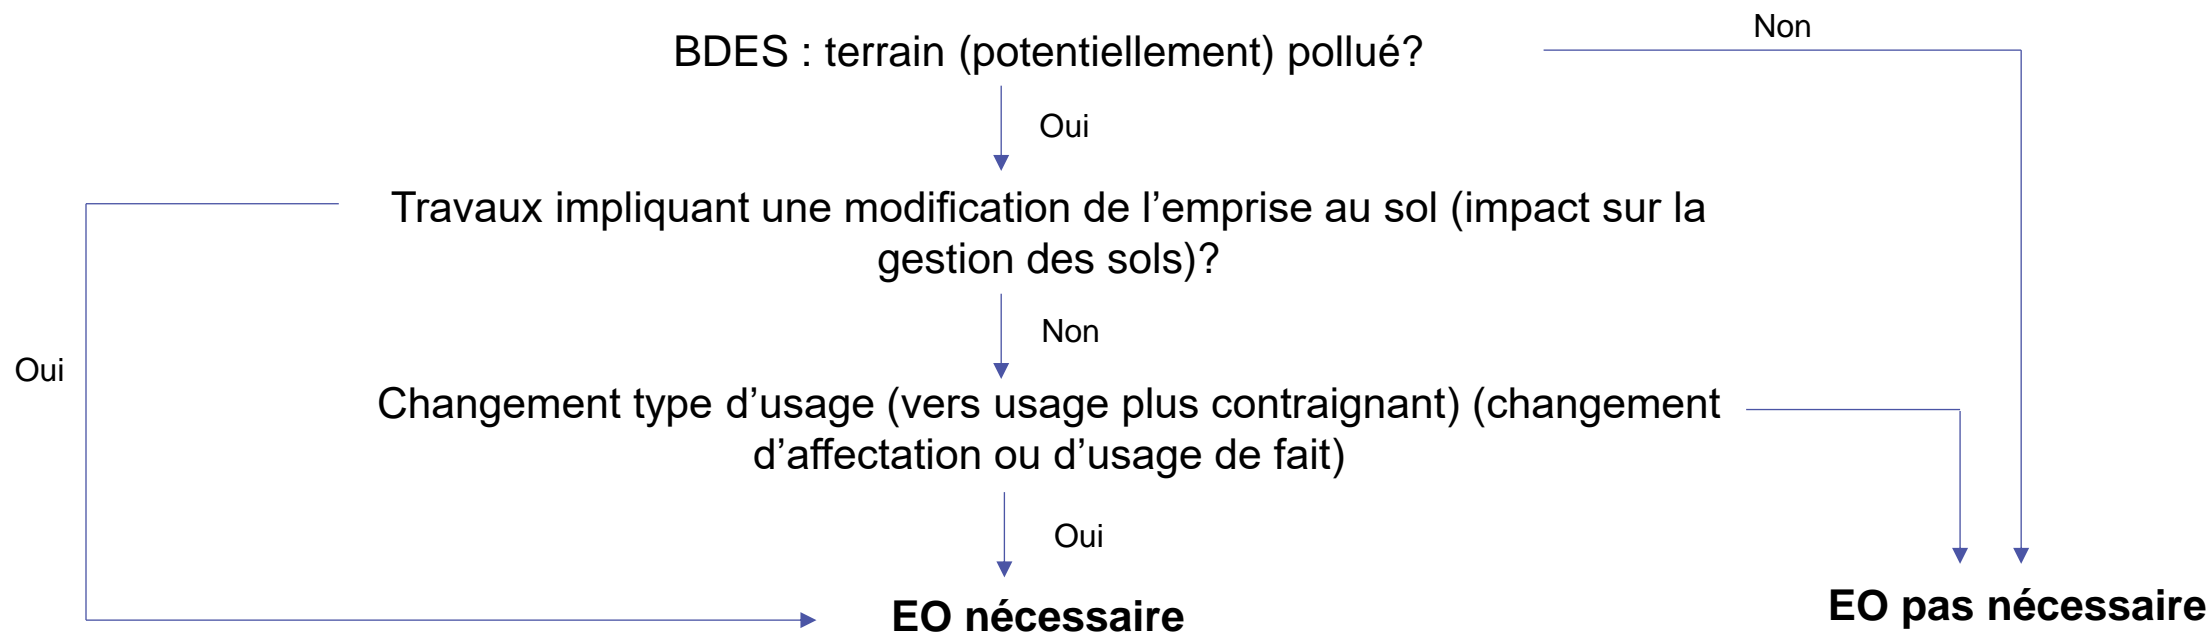 Non
BDES : terrain (potentiellement) pollué?
Oui
Travaux impliquant une modification de l’emprise au sol (impact sur la
gestion des sols)?
Non
Oui
Changement type d’usage (vers usage plus contraignant) (changement
d’affectation ou d’usage de fait)
Oui
EO nécessaire
EO pas nécessaire